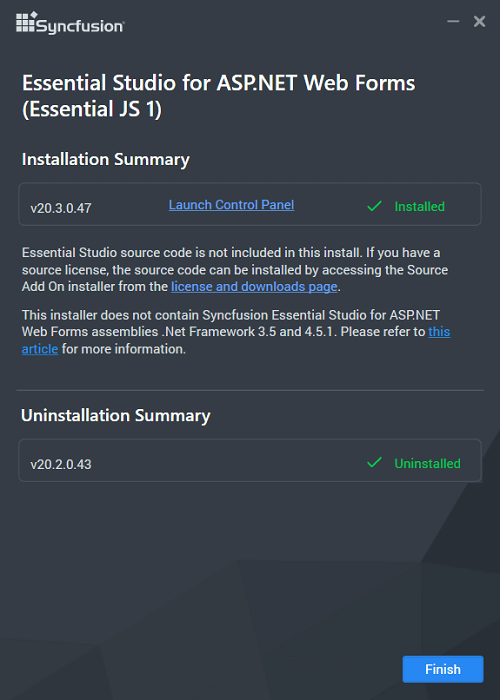 Syncfusion
Essential Studio for ASP.NET Web Forms
(Essential JS 1)
Installation Summary
v20.3.0.47 Launch Control Panel Installed
Essential Studio source code is not included in this install. If you have a
source license, the source code can be installed by accessing the Source
Add On installer from the license and downloads page.
This installer does not contain Syncfusion Essential Studio for ASP.NET
Web Forms assemblies .Net Framework 3.5 and 4.5.1. Please refer to this
article for more information.
Uninstallation Summary
v20.2.0.43 Uninstalled
Finish